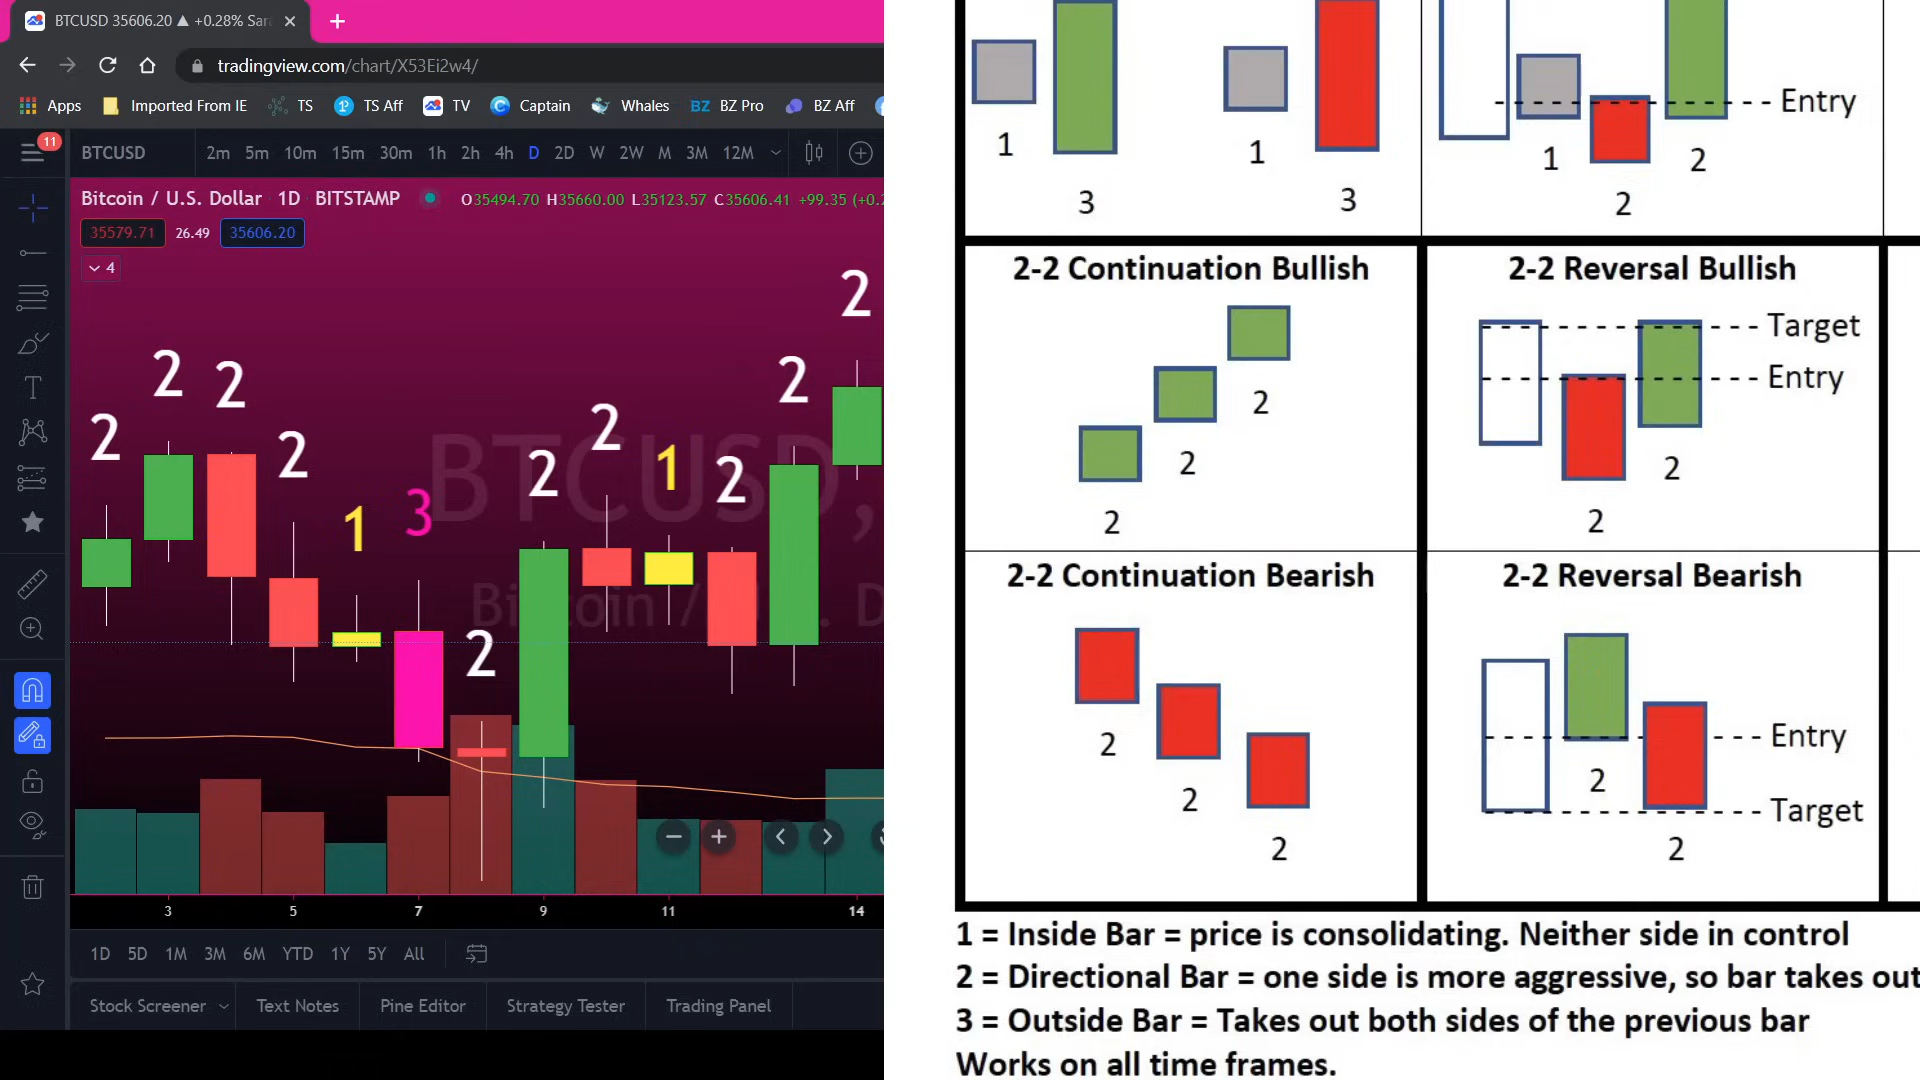 BTCUSD 35606.20 ▲ +0.28% Sar
tradingview.com/chart/X53Ei2w4/
Apps Imported From IE TS TS Aff TV Captain Whales BZ BZ Pro BZ Aff
11
BTCUSD 2m 5m 10m 15m 30m 1h 2h 4h D 2D W 2W M 3M 12M
Bitcoin / U.S. Dollar 1D BITSTAMP O35494.70 H35660.00 L35123.57 C35606.41 +99.35 (+0.2
35579.71 26.49 35606.20
4
2 2 2 2 1 3 2 2 2 1 2 2 2
BTCUSD,
Bitcoin / U.S. D
3 5 7 9 11 14
1D 5D 1M 3M 6M YTD 1Y 5Y All
Stock Screener Text Notes Pine Editor Strategy Tester Trading Panel
1 3
1 3
Entry
1 2 2
2-2 Continuation Bullish
2 2 2
2-2 Reversal Bullish
Target
Entry
2 2
2-2 Continuation Bearish
2 2 2
2-2 Reversal Bearish
Entry
2
Target
2
1 = Inside Bar = price is consolidating. Neither side in control
2 = Directional Bar = one side is more aggressive, so bar takes out
3 = Outside Bar = Takes out both sides of the previous bar
Works on all time frames.